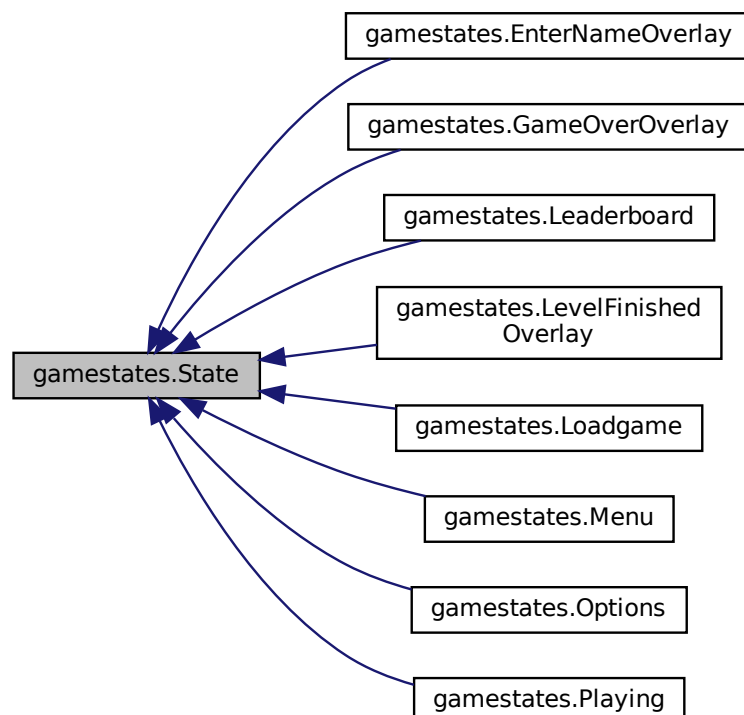 gamestates.EnterNameOverlay
gamestates.GameOverOverlay
gamestates.Leaderboard
gamestates.LevelFinished
Overlay
gamestates.State
gamestates.Loadgame
gamestates.Menu
gamestates.Options
gamestates.Playing